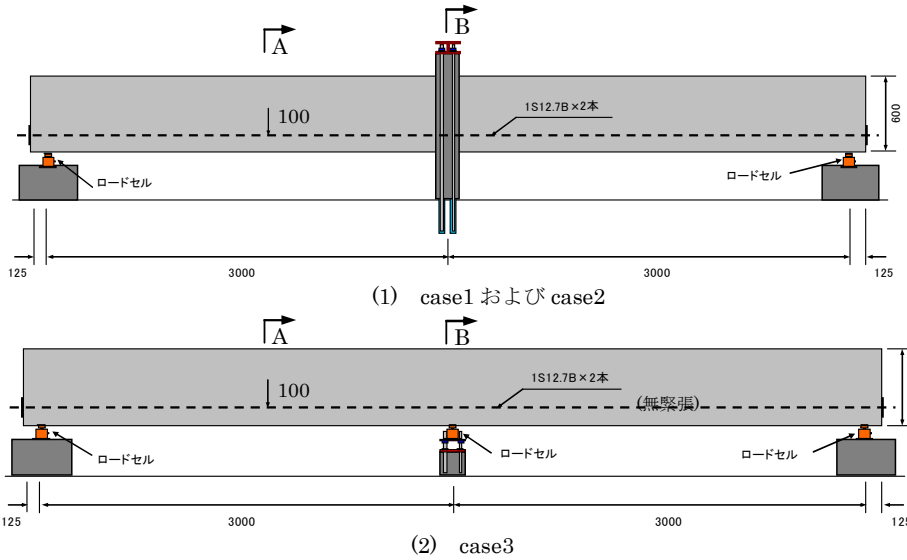 B
A
1S12.7B×2本
100
600
ロードセル
ロードセル
125
3000
3000
125
(1) case1 および case2
A
B
1S12.7B×2本
100
(無緊張)
ロードセル
ロードセル
ロードセル
125
3000
3000
125
(2) case3